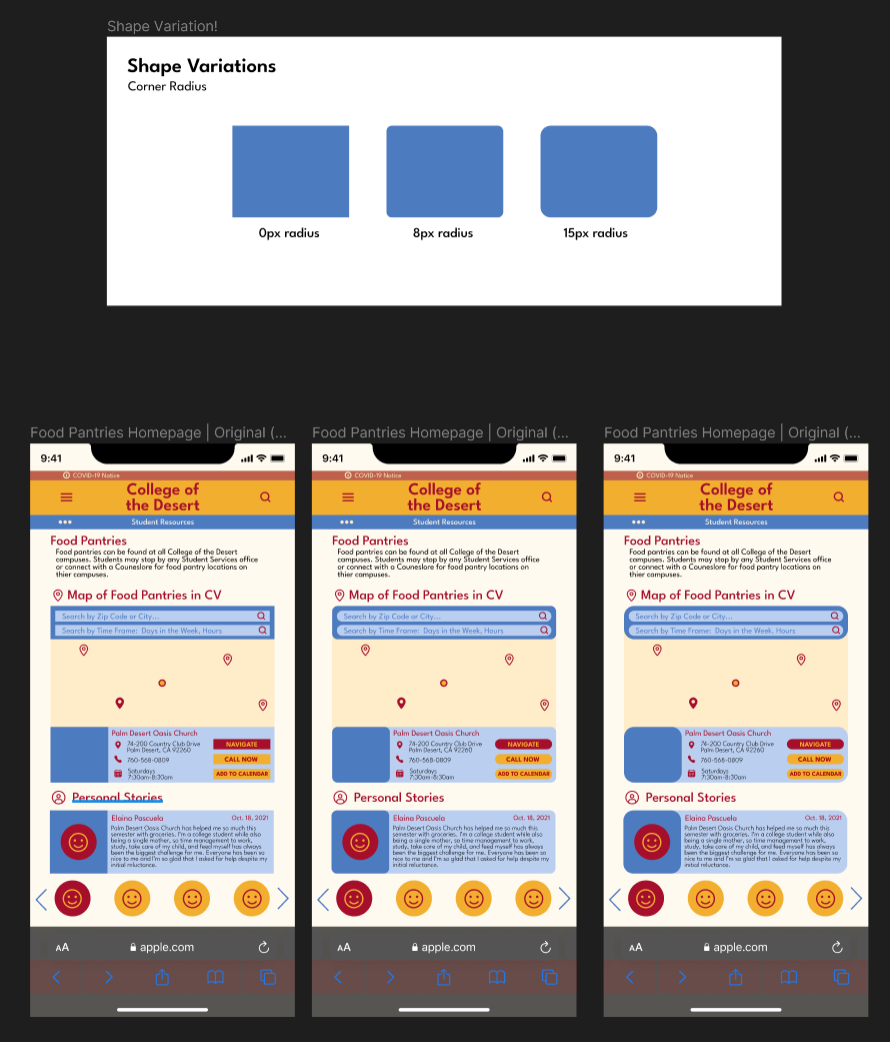 Shape Variation!
Shape Variations
Corner Radius
0px radius
8px radius
15px radius
Food Pantries Homepage | Original (...
9:41
COVID-19 Notice
College of
the Desert
Student Resources
Food Pantries
Food pantries can be found at all College of the Desert
campuses. Students may stop by any Student Services office
or connect with a Couneslore for food pantry locations on
thier campuses.
Map of Food Pantries in CV
Search by Zip Code or City...
Search by Time Frame: Days in the Week, Hours
Palm Desert Oasis Church
74-200 Country Club Drive
Palm Desert, CA 92260
NAVIGATE
760-568-0809
CALL NOW
Saturdays
7:30am-8:30am
ADD TO CALENDAR
Personal Stories
Elaina Pascuela
Oct. 18, 2021
Palm Desert Oasis Church has helped me so much this
semester with groceries. I'm a college student while also
being a single mother, so time management to work,
study, take care of my child, and feed myself has always
been the biggest challenge for me. Everyone has been so
nice to me and I'm so glad that I asked for help despite my
initial reluctance.
AA
apple.com
Food Pantries Homepage | Original (...
9:41
COVID-19 Notice
College of
the Desert
Student Resources
Food Pantries
Food pantries can be found at all College of the Desert
campuses. Students may stop by any Student Services office
or connect with a Couneslore for food pantry locations on
thier campuses.
Map of Food Pantries in CV
Search by Zip Code or City...
Search by Time Frame: Days in the Week, Hours
Palm Desert Oasis Church
74-200 Country Club Drive
Palm Desert, CA 92260
NAVIGATE
760-568-0809
CALL NOW
Saturdays
7:30am-8:30am
ADD TO CALENDAR
Personal Stories
Elaina Pascuela
Oct. 18, 2021
Palm Desert Oasis Church has helped me so much this
semester with groceries. I'm a college student while also
being a single mother, so time management to work,
study, take care of my child, and feed myself has always
been the biggest challenge for me. Everyone has been so
nice to me and I'm so glad that I asked for help despite my
initial reluctance.
AA
apple.com
Food Pantries Homepage | Original (...
9:41
COVID-19 Notice
College of
the Desert
Student Resources
Food Pantries
Food pantries can be found at all College of the Desert
campuses. Students may stop by any Student Services office
or connect with a Couneslore for food pantry locations on
thier campuses.
Map of Food Pantries in CV
Search by Zip Code or City...
Search by Time Frame: Days in the Week, Hours
Palm Desert Oasis Church
74-200 Country Club Drive
Palm Desert, CA 92260
NAVIGATE
760-568-0809
CALL NOW
Saturdays
7:30am-8:30am
ADD TO CALENDAR
Personal Stories
Elaina Pascuela
Oct. 18, 2021
Palm Desert Oasis Church has helped me so much this
semester with groceries. I'm a college student while also
being a single mother, so time management to work,
study, take care of my child, and feed myself has always
been the biggest challenge for me. Everyone has been so
nice to me and I'm so glad that I asked for help despite my
initial reluctance.
AA
apple.com